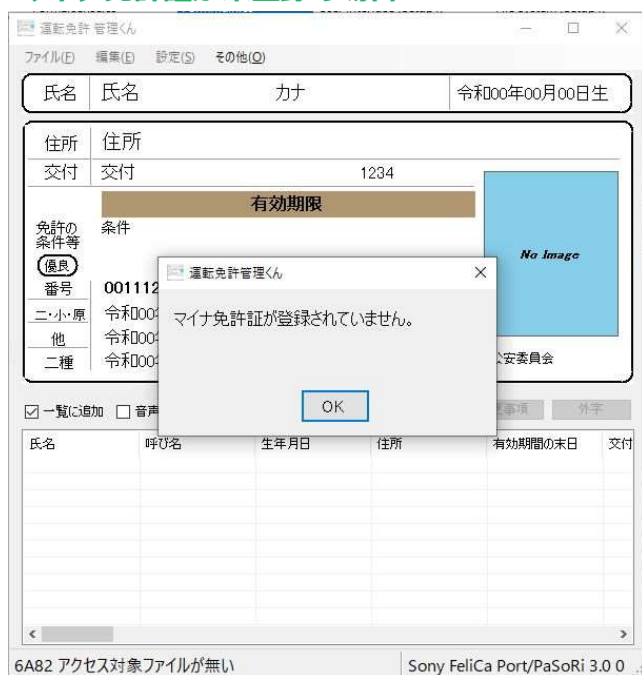 運転免許管理くん
ファイル(F) 編集(E) 設定(S) その他(O)
氏名 氏名 カナ 令和00年00月00日生
住所 住所
交付 交付 1234
有効期限
免許の
条件等 条件
優良
No Image
番号 001112
二・小・原 令和00
他 令和00
二種 令和00
公安委員会
運転免許管理くん
マイナ免許証が登録されていません。
OK
一覧に追加 音声 外字
氏名 呼び名 生年月日 住所 有効期間の末日 交付
6A82 アクセス対象ファイルが無い Sony FeliCa Port/PaSoRi 3.0 0